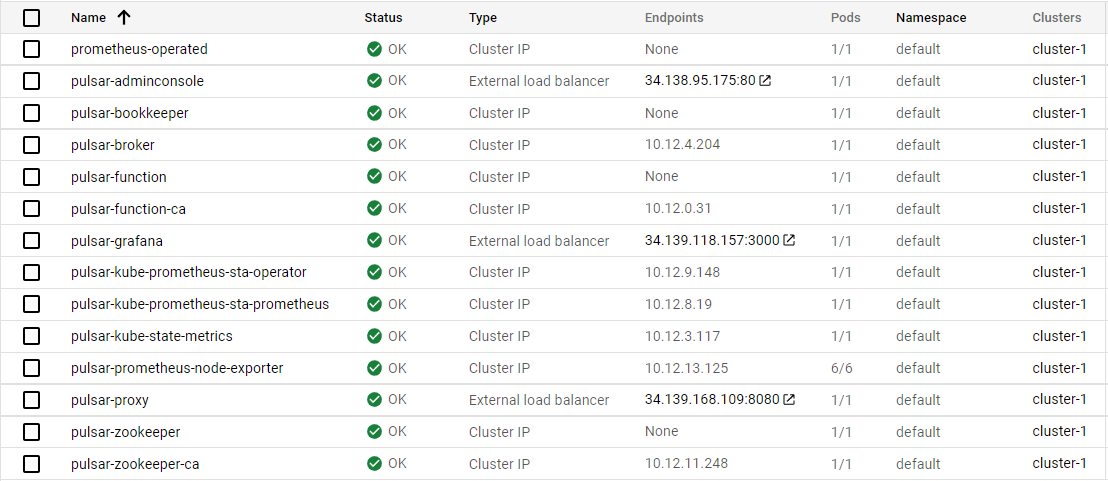 Name Status Type Endpoints Pods Namespace Clusters
prometheus-operated OK Cluster IP None 1/1 default cluster-1
pulsar-adminconsole OK External load balancer 34.138.95.175:80 1/1 default cluster-1
pulsar-bookkeeper OK Cluster IP None 1/1 default cluster-1
pulsar-broker OK Cluster IP 10.12.4.204 1/1 default cluster-1
pulsar-function OK Cluster IP None 1/1 default cluster-1
pulsar-function-ca OK Cluster IP 10.12.0.31 1/1 default cluster-1
pulsar-grafana OK External load balancer 34.139.118.157:3000 1/1 default cluster-1
pulsar-kube-prometheus-sta-operator OK Cluster IP 10.12.9.148 1/1 default cluster-1
pulsar-kube-prometheus-sta-prometheus OK Cluster IP 10.12.8.19 1/1 default cluster-1
pulsar-kube-state-metrics OK Cluster IP 10.12.3.117 1/1 default cluster-1
pulsar-prometheus-node-exporter OK Cluster IP 10.12.13.125 6/6 default cluster-1
pulsar-proxy OK External load balancer 34.139.168.109:8080 1/1 default cluster-1
pulsar-zookeeper OK Cluster IP None 1/1 default cluster-1
pulsar-zookeeper-ca OK Cluster IP 10.12.11.248 1/1 default cluster-1